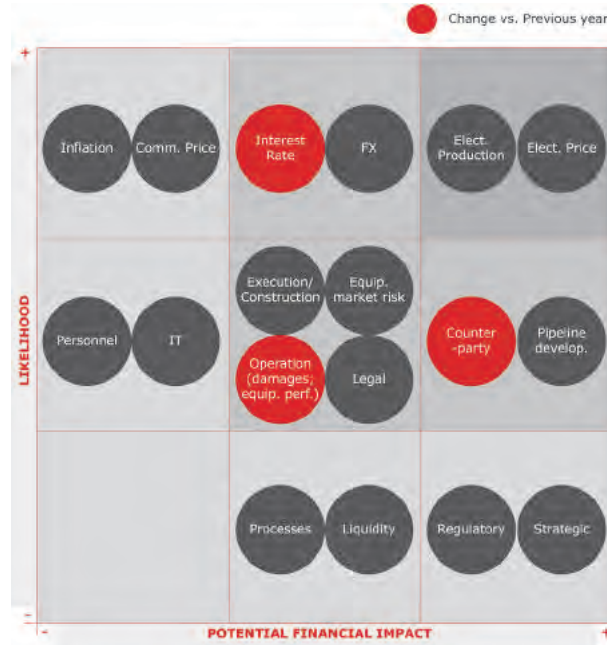 Change vs. Previous year
+
Inflation
Comm. Price
Interest
Rate
FX
Elect.
Production
Elect. Price
LIKELIHOOD
Personnel
IT
Execution/
Construction
Equip.
market risk
Operation
(damages;
equip. perf.)
Legal
Counter
-party
Pipeline
develop.
Processes
Liquidity
Regulatory
Strategic
-
-
POTENTIAL FINANCIAL IMPACT
+